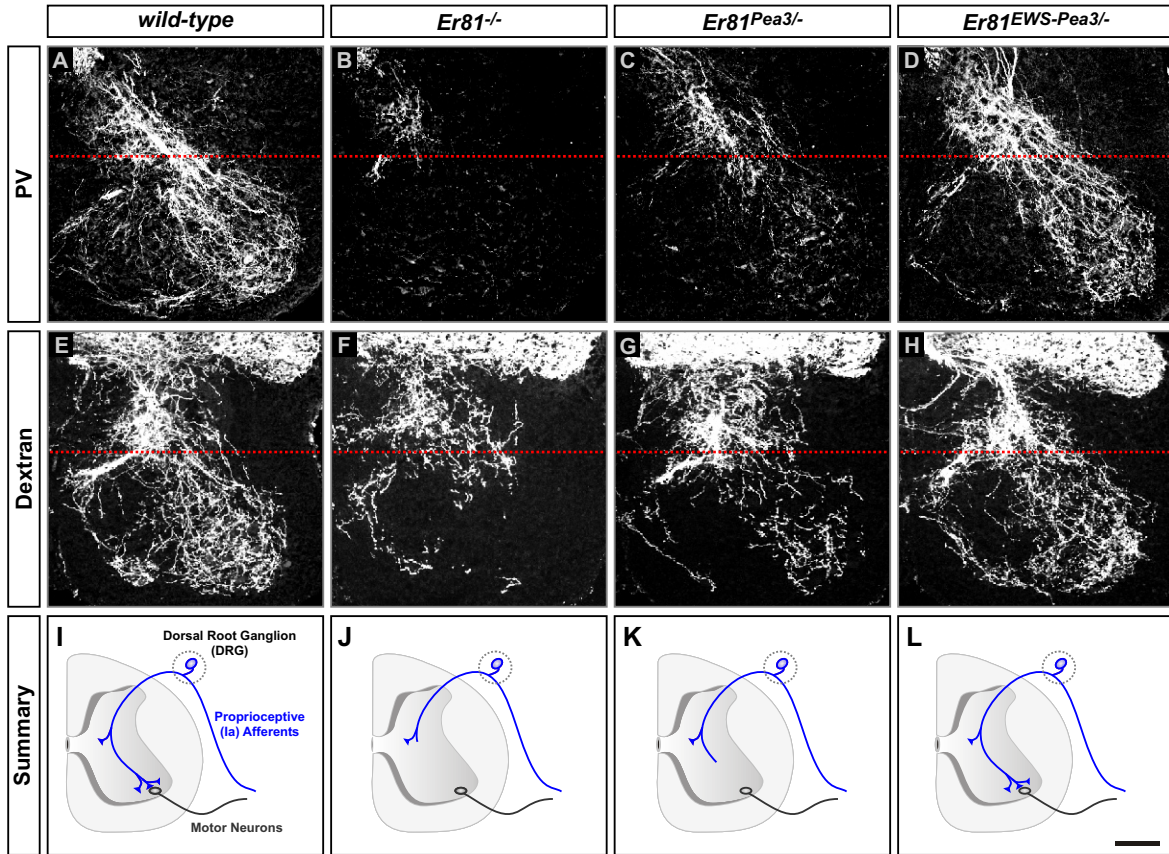 wild-type
Er81-/-
Er81Pea3/-
Er81EWS-Pea3/-
PV
A
B
C
D
Dextran
E
F
G
H
Summary
I
Dorsal Root Ganglion
(DRG)
Proprioceptive
(Ia) Afferents
Motor Neurons
J
K
L